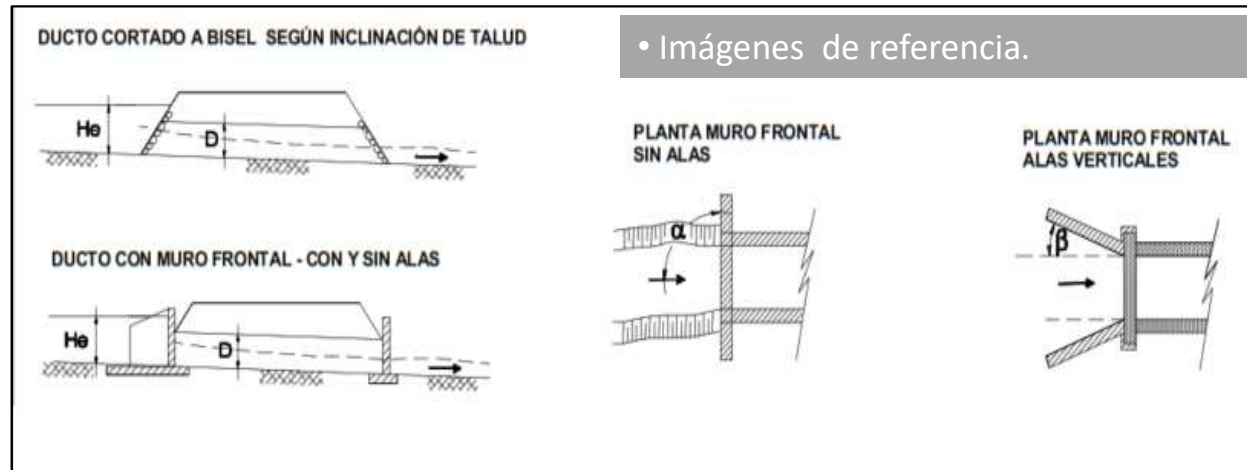 DUCTO CORTADO A BISEL SEGÚN INCLINACIÓN DE TALUD
He
D
DUCTO CON MURO FRONTAL - CON Y SIN ALAS
He
D
• Imágenes de referencia.
PLANTA MURO FRONTAL
SIN ALAS
α
PLANTA MURO FRONTAL
ALAS VERTICALES
β